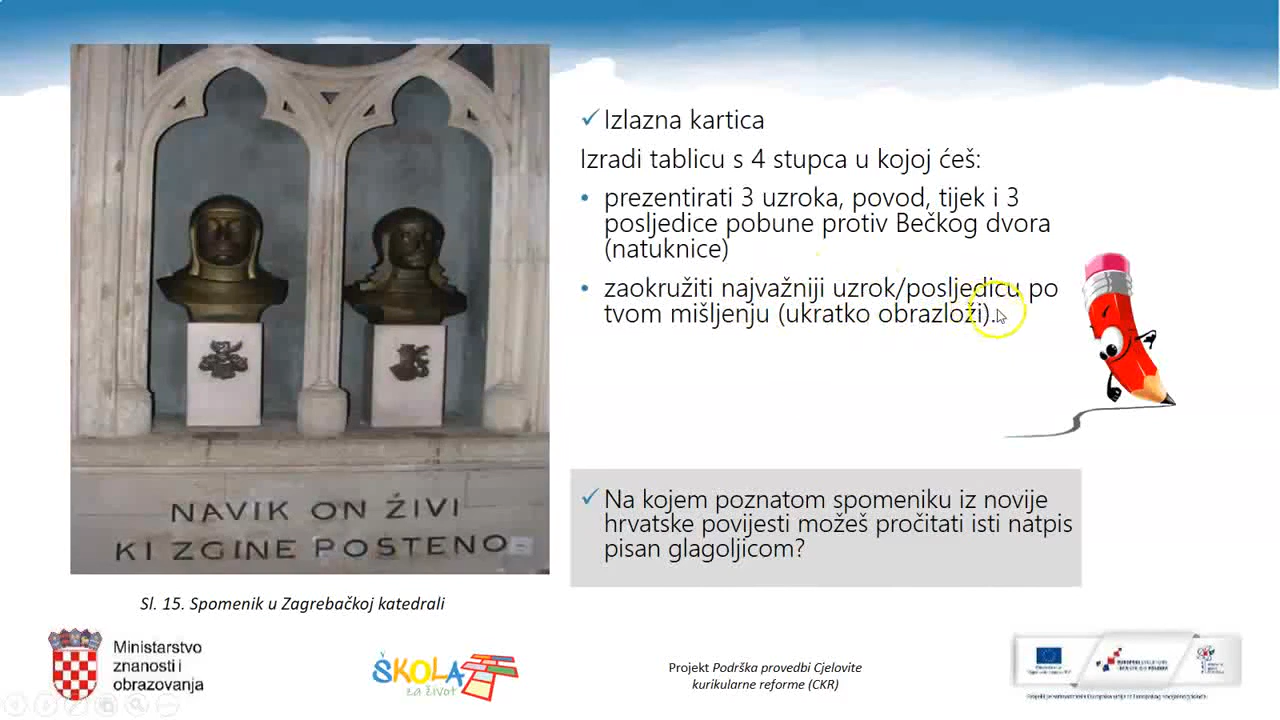 Izlazna kartica
Izradi tablicu s 4 stupca u kojoj ćeš:
prezentirati 3 uzroka, povod, tijek i 3
posljedice pobune protiv Bečkog dvora
(natuknice)
zaokružiti najvažniji uzrok/posljedicu po
tvom mišljenju (ukratko obrazloži).
NAVIK ON ŽIVI
KI ZGINE POŠTENO
Na kojem poznatom spomeniku iz novije
hrvatske povijesti možeš pročitati isti natpis
pisan glagoljicom?
Sl. 15. Spomenik u Zagrebačkoj katedrali
Ministarstvo
znanosti i
obrazovanja
ŠKOLA
za život
Projekt Podrška provedbi Cjelovite
kurikularne reforme (CKR)